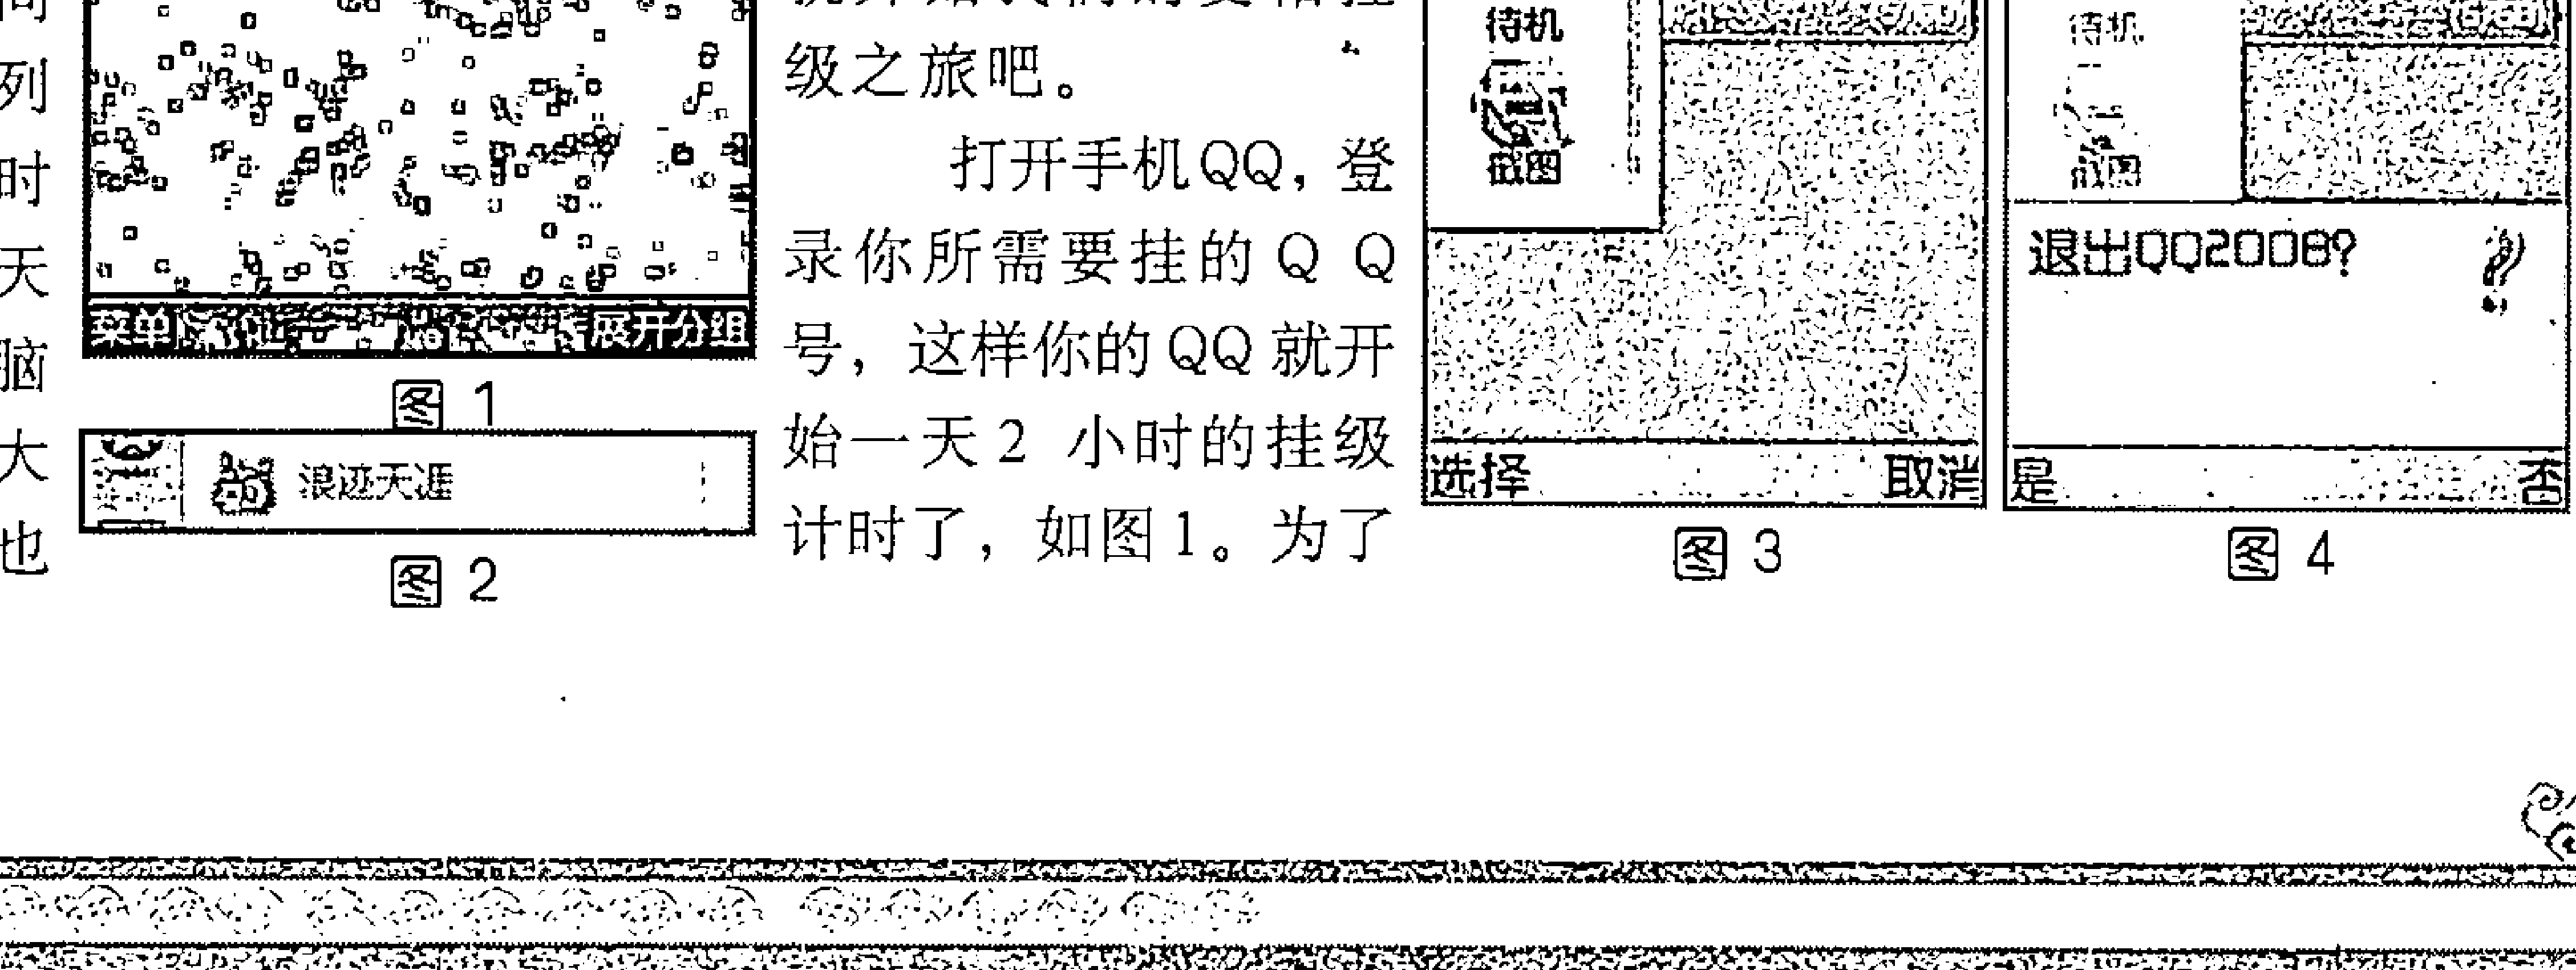 列
时
天
脑
大
也
菜单
展开分组
图 1
浪迹天涯
图 2
级之旅吧。
打开手机QQ，登
录你所需要挂的 Q Q
号，这样你的QQ 就开
始一天2 小时的挂级
计时了，如图1。为了
待机
截图
选择 取消
图 3
待机
截图
退出QQ2008?
是 否
图 4